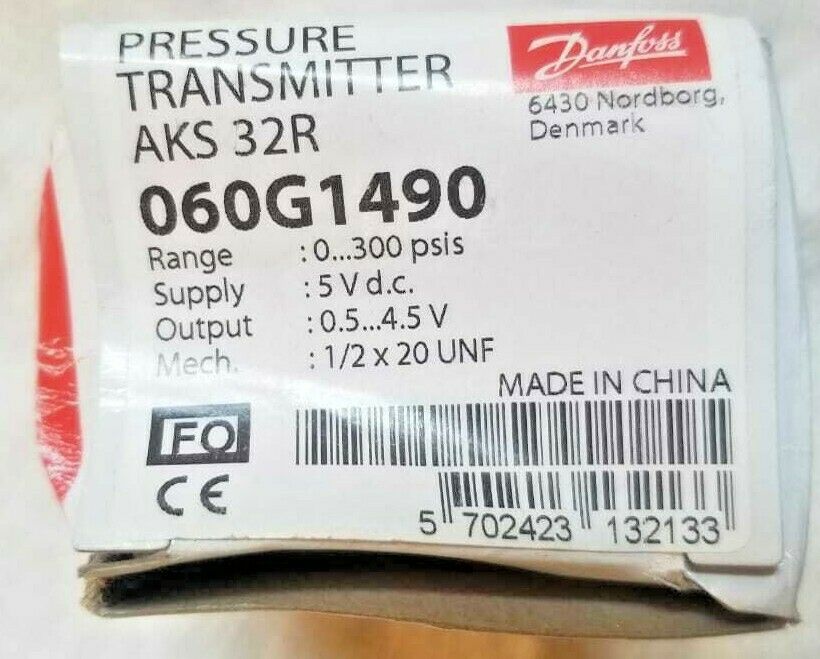 PRESSURE
TRANSMITTER
AKS 32R
Danfoss
6430 Nordborg,
Denmark
060G1490
Range : 0...300 psis
Supply : 5 V d.c.
Output : 0.5...4.5 V
Mech. : 1/2 x 20 UNF
MADE IN CHINA
FO
CE
5 702423 132133